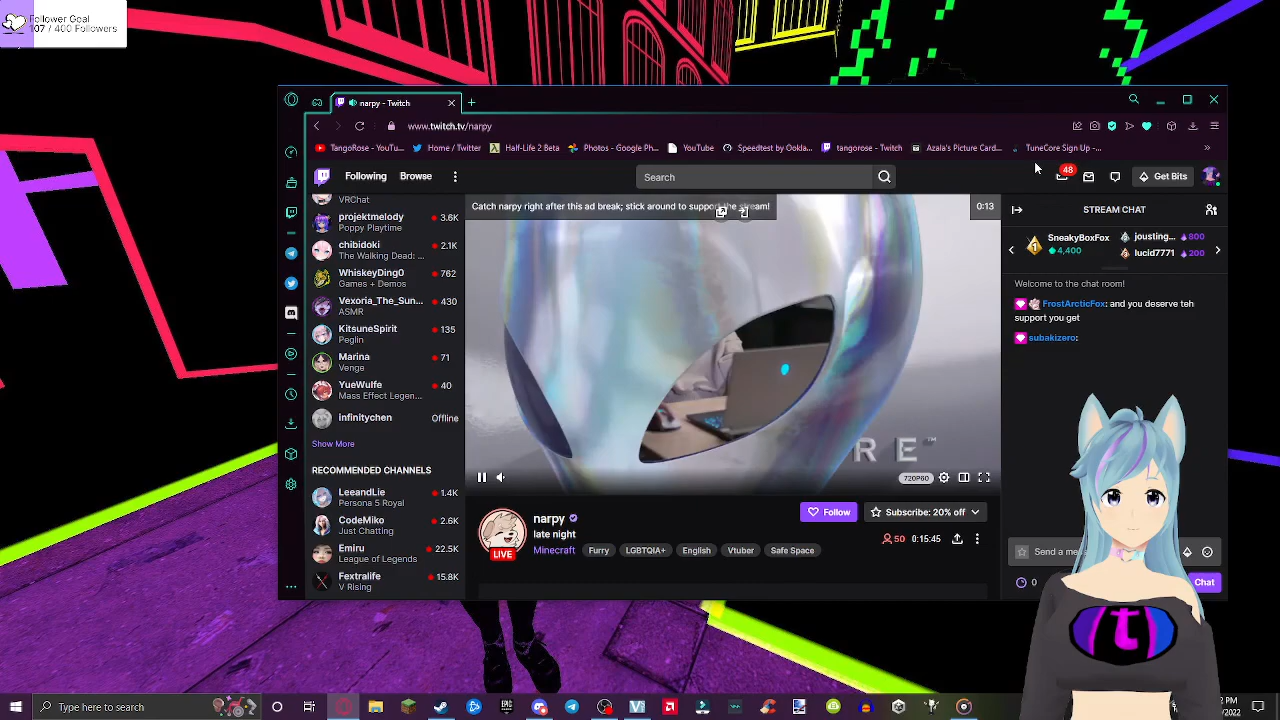 Follower Goal
107 / 400 Followers
narpy - Twitch
www.twitch.tv/narpy
TangoRose - YouTu...
Home / Twitter
Half-Life 2 Beta
Photos - Google Ph...
YouTube
Speedtest by Ookla...
tangorose - Twitch
Azala's Picture Card...
TuneCore Sign Up -...
Following
Browse
Search
48
Get Bits
VRChat
projektmelody
3.6K
Poppy Playtime
chibidoki
2.1K
The Walking Dead: ...
WhiskeyDing0
762
Games + Demos
Vexoria_The_Sun...
430
ASMR
KitsuneSpirit
135
Peglin
Marina
71
Venge
YueWuife
40
Mass Effect Legen...
infinitychen
Offline
Show More
RECOMMENDED CHANNELS
LeeandLie
1.4K
Persona 5 Royal
CodeMiko
2.6K
Just Chatting
Emiru
22.5K
League of Legends
Fextralife
15.8K
V Rising
Catch narpy right after this ad break; stick around to support the stream!
0:13
R E ™
720P60
narpy
LIVE
late night
Minecraft
Furry
LGBTQIA+
English
Vtuber
Safe Space
Follow
Subscribe: 20% off
50
0:15:45
STREAM CHAT
1
SneakyBoxFox
4,400
jousting...
800
lucid7771
200
Welcome to the chat room!
FrostArcticFox: and you deserve teh
support you get
subakizero:
Send a me
0
Chat
t
Type here to search